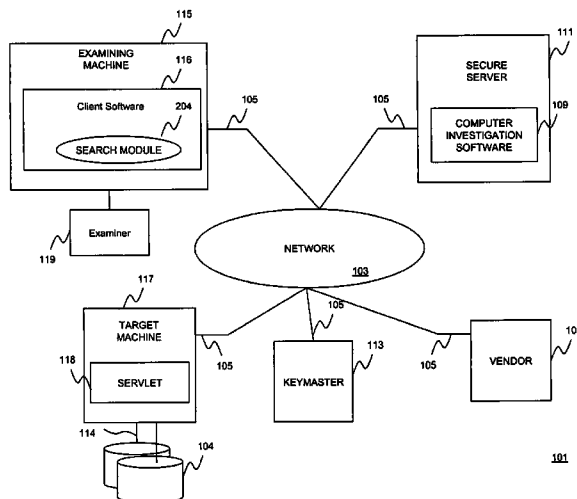 115
EXAMINING
MACHINE
116
Client Software
204
SEARCH MODULE
105
Examiner
119
111
SECURE
SERVER
109
105
COMPUTER
INVESTIGATION
SOFTWARE
NETWORK
103
117
TARGET
MACHINE
118
SERVLET
105
114
104
105
113
KEYMASTER
105
10
VENDOR
101